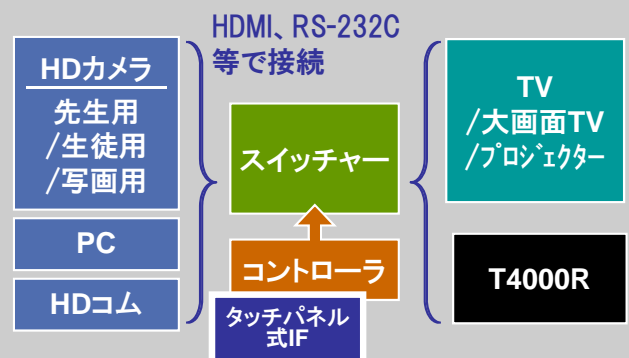 HDMI、RS-232C
等で接続
HDカメラ
先生用
/生徒用
/写画用
PC
HDコム
スイッチャー
コントローラ
タッチパネル
式IF
TV
/大画面TV
/ﾌﾟﾛｼﾞｪｸﾀｰ
T4000R